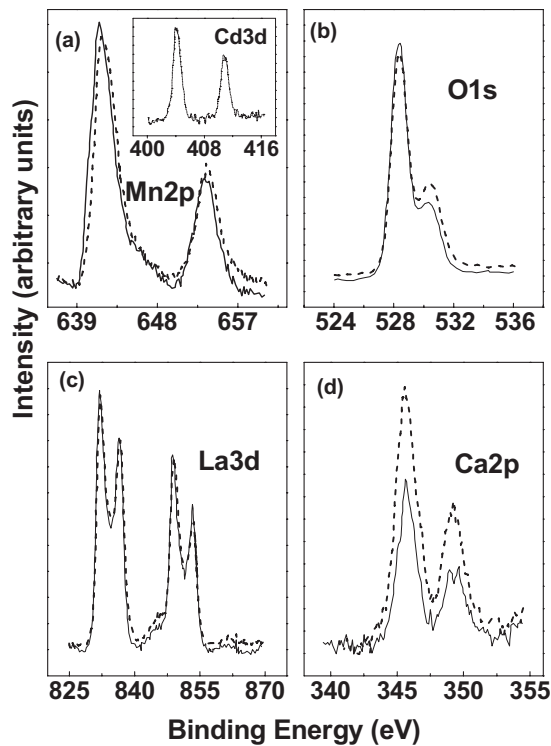 (a)
Cd3d
400 408 416
Mn2p
639 648 657
(b)
O1s
524 528 532 536
Intensity (arbitrary units)
(c)
La3d
825 840 855 870
(d)
Ca2p
340 345 350 355
Binding Energy (eV)